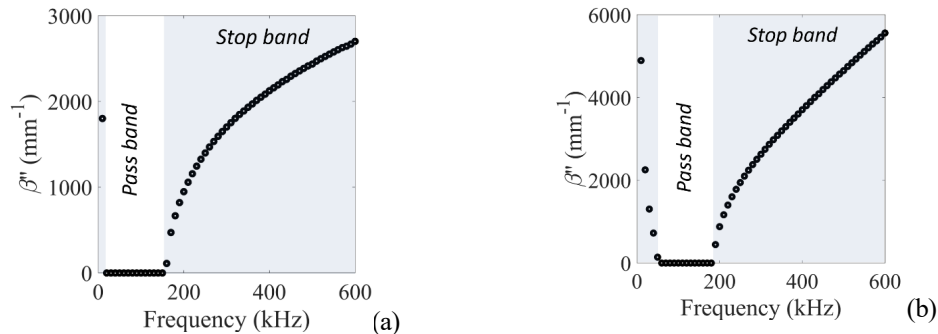 3000
2000
1000
0
β" (mm⁻¹)
Pass band
Stop band
0 200 400 600
Frequency (kHz)
(a)
6000
4000
2000
0
β" (mm⁻¹)
Pass band
Stop band
0 200 400 600
Frequency (kHz)
(b)